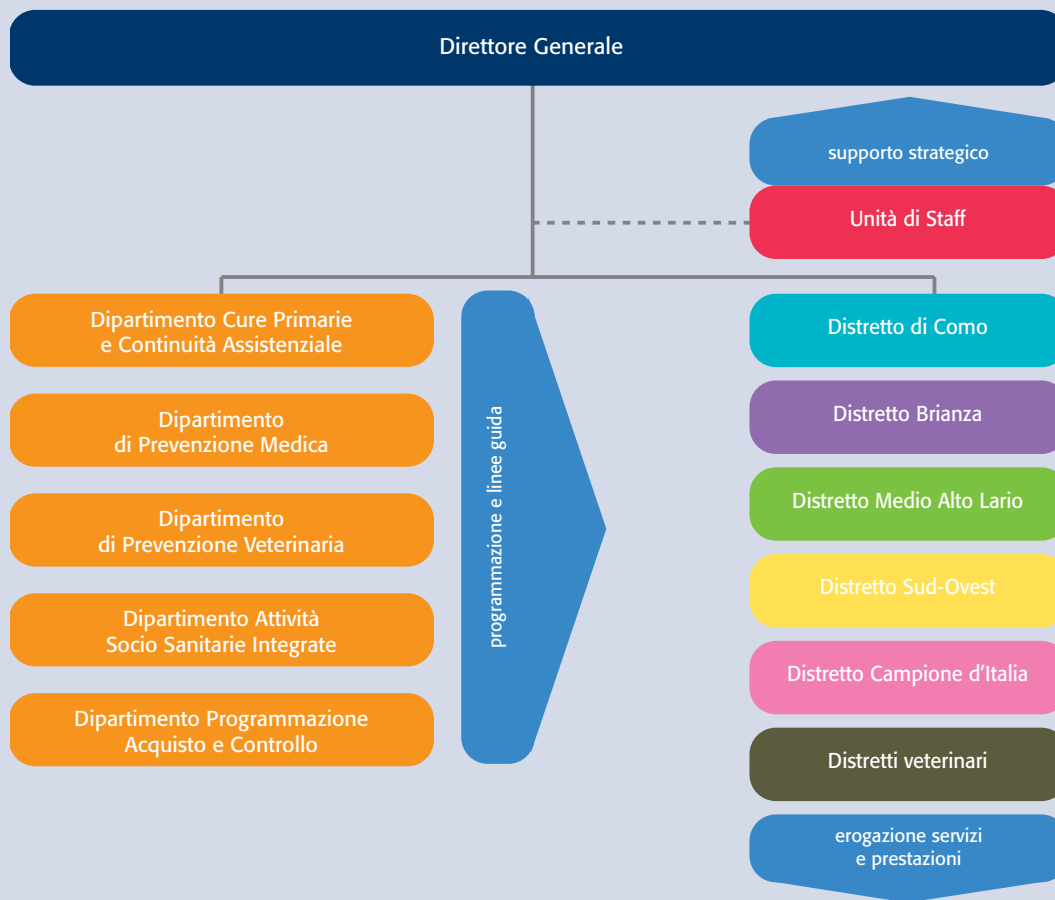 Direttore Generale
supporto strategico
Unità di Staff
Dipartimento Cure Primarie
e Continuità Assistenziale
Dipartimento
di Prevenzione Medica
Dipartimento
di Prevenzione Veterinaria
Dipartimento Attività
Socio Sanitarie Integrate
Dipartimento Programmazione
Acquisto e Controllo
programmazione e linee guida
Distretto di Como
Distretto Brianza
Distretto Medio Alto Lario
Distretto Sud-Ovest
Distretto Campione d’Italia
Distretti veterinari
erogazione servizi
e prestazioni